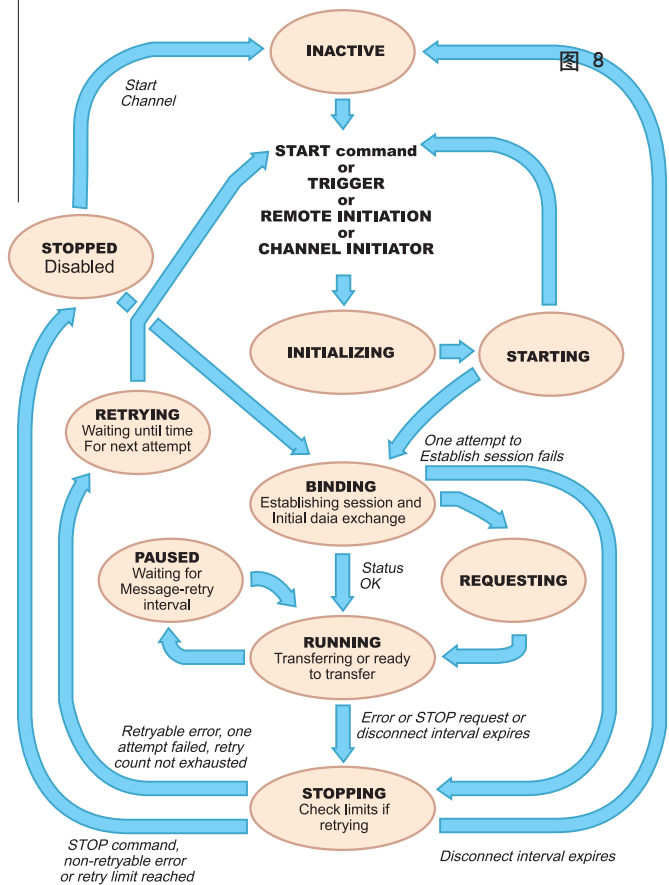 INACTIVE
图 8
Start
Channel
START command
or
TRIGGER
or
REMOTE INITIATION
or
CHANNEL INITIATOR
STOPPED
Disabled
INITIALIZING
STARTING
RETRYING
Waiting until time
For next attempt
One attempt to
Establish session fails
BINDING
Establishing session and
Initial daia exchange
PAUSED
Waiting for
Message-retry
interval
Status
OK
REQUESTING
RUNNING
Transferring or ready
to transfer
Retryable error, one
attempt failed, retry
count not exhausted
Error or STOP request or
disconnect interval expires
STOPPING
Check limits if
retrying
STOP command,
non-retryable error
or retry limit reached
Disconnect interval expires